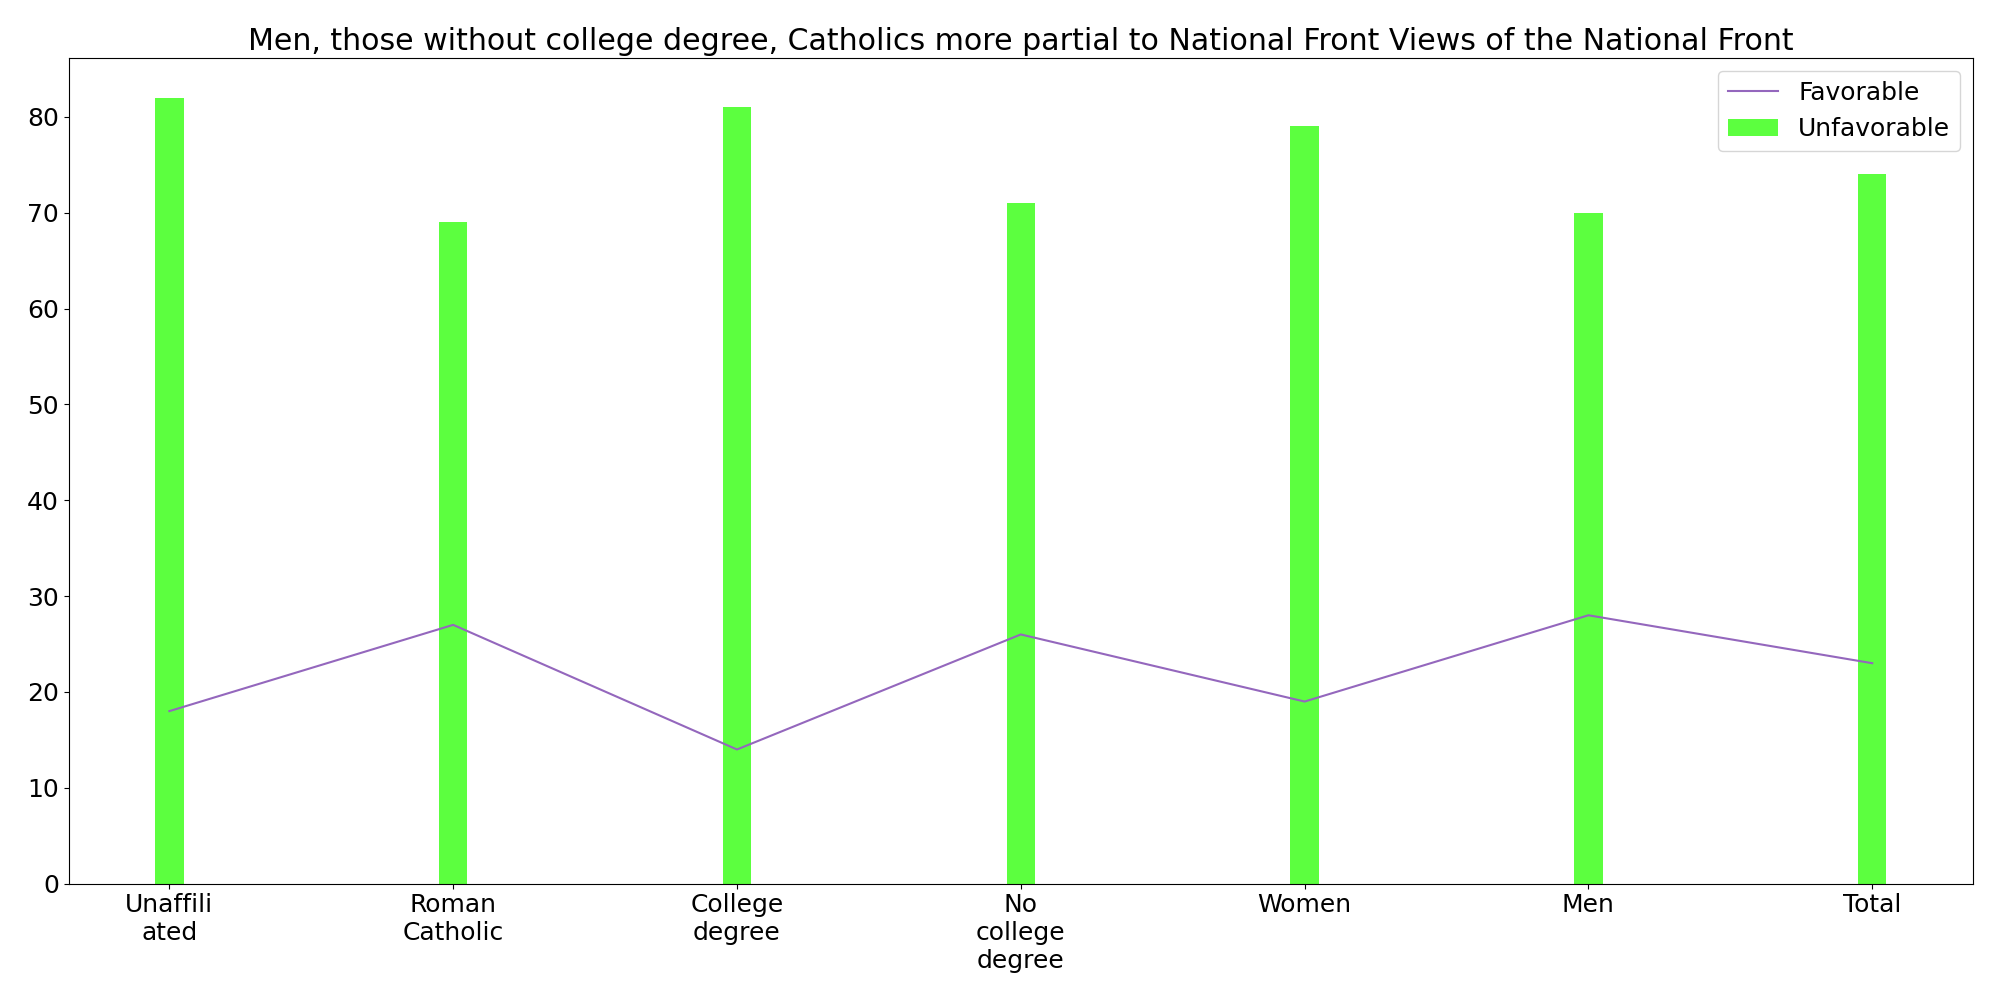 Men, those without college degree, Catholics more partial to National Front Views of the National Front
Favorable
Unfavorable
80
70
60
50
40
30
20
10
0
Unaffili
ated
Roman
Catholic
College
degree
No
college
degree
Women
Men
Total